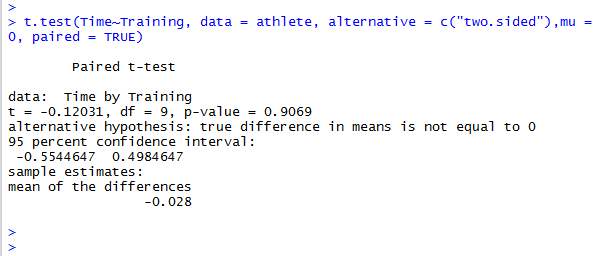 >
> t.test(Time~Training, data = athlete, alternative = c("two.sided"),mu =
0, paired = TRUE)
Paired t-test
data:  Time by Training
t = -0.12031, df = 9, p-value = 0.9069
alternative hypothesis: true difference in means is not equal to 0
95 percent confidence interval:
-0.5544647  0.4984647
sample estimates:
mean of the differences
-0.028
>
>